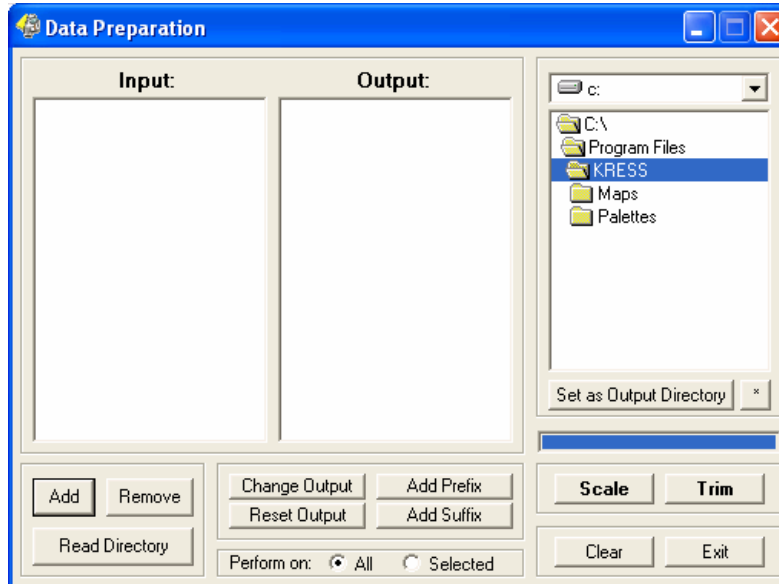 Data Preparation
Input:
Output:
c:
C:\
Program Files
KRESS
Maps
Palettes
Set as Output Directory
*
Add
Remove
Read Directory
Change Output
Add Prefix
Reset Output
Add Suffix
Perform on: All Selected
Scale
Trim
Clear
Exit